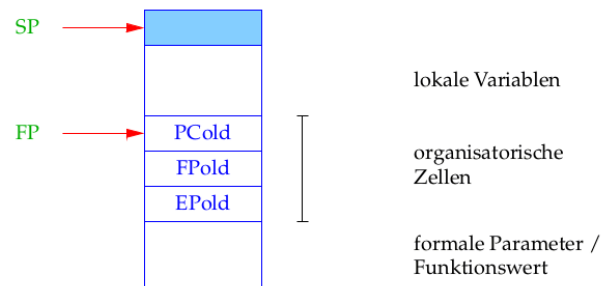 SP
lokale Variablen
FP
PCold
FPold
EPold
organisatorische
Zellen
formale Parameter /
Funktionswert